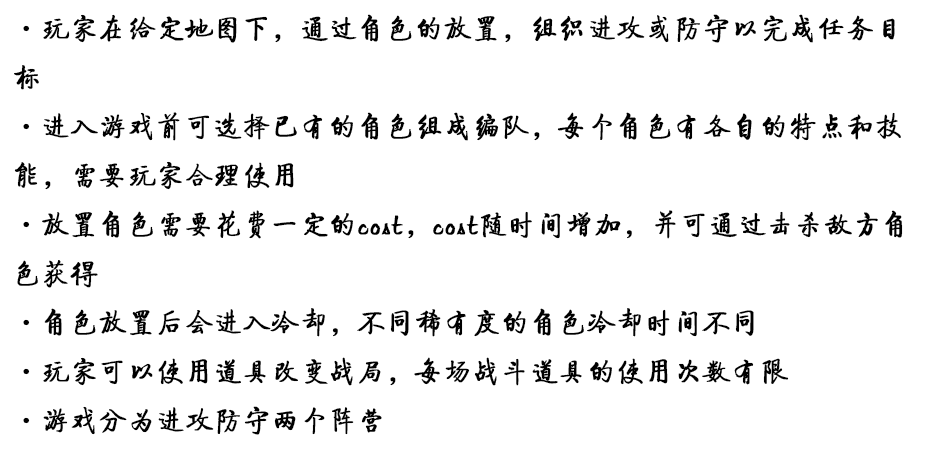 ·玩家在给定地图下，通过角色的放置，组织进攻或防守以完成任务目
标
·进入游戏前可选择已有的角色组成编队，每个角色有各自的特点和技
能，需要玩家合理使用
·放置角色需要花费一定的cost，cost随时间增加，并可通过击杀敌方角
色获得
·角色放置后会进入冷却，不同稀有度的角色冷却时间不同
·玩家可以使用道具改变战局，每场战斗道具的使用次数有限
·游戏分为进攻防守两个阵营